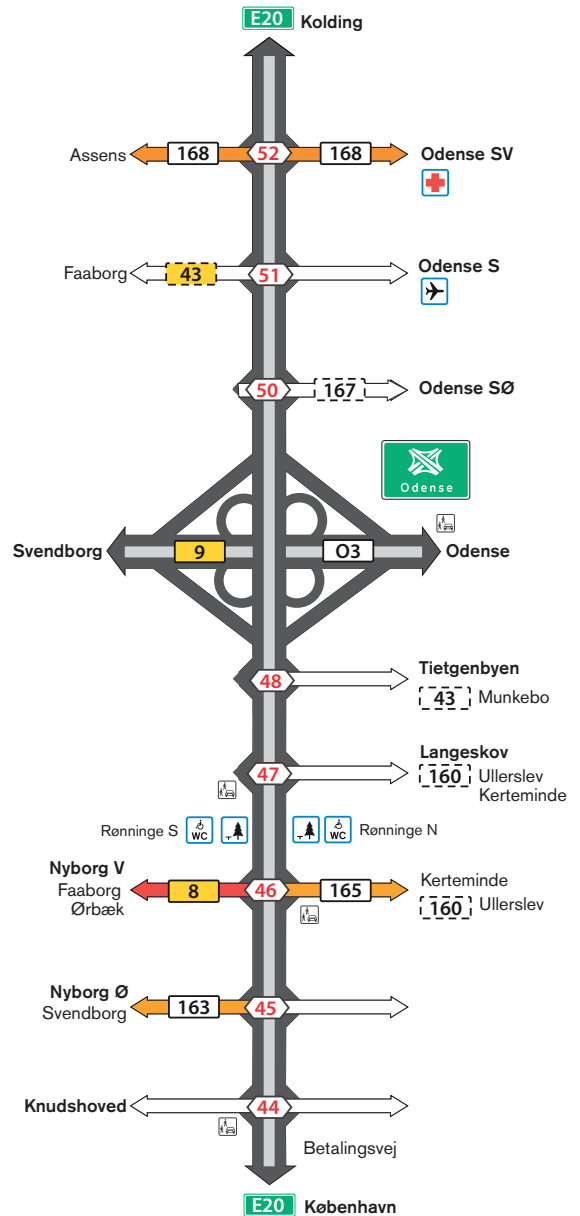 E20 Kolding
Assens 168 52 168 Odense SV
Faaborg 43 51 Odense S
50 167 Odense SØ
Odense
Svendborg 9 O3 Odense
48 Tietgenbyen
43 Munkebo
47 Langeskov
160 Ullerslev
Kerteminde
Rønninge S WC WC Rønninge N
Nyborg V
Faaborg 8 46 165 Kerteminde
Ørbæk 160 Ullerslev
Nyborg Ø
Svendborg 163 45
Knudshoved 44
Betalingsvej
E20 København